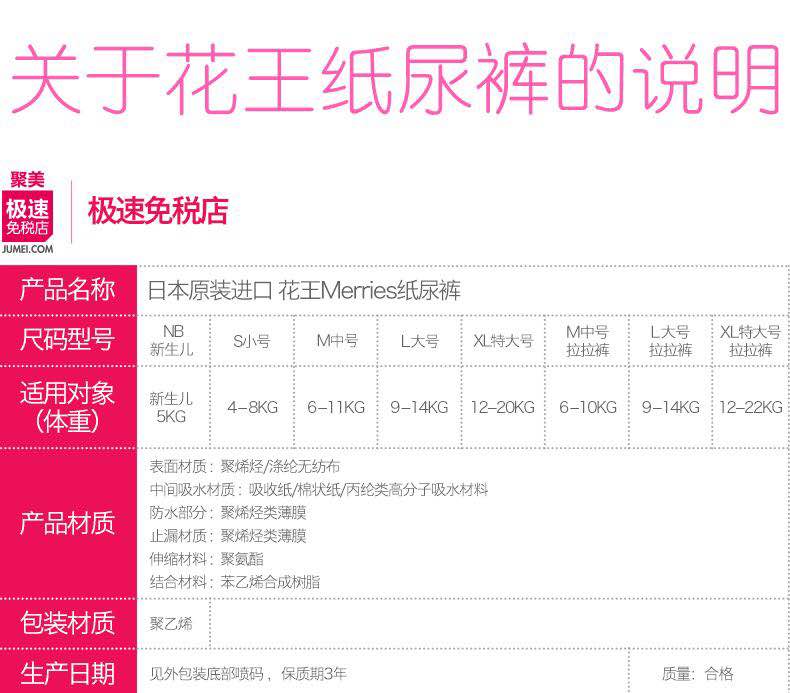 关于花王纸尿裤的说明
聚美
极速
免税店
JUMEI.COM
极速免税店
产品名称
日本原装进口 花王Merries纸尿裤
尺码型号
NB
新生儿
S小号
M中号
L大号
XL特大号
M中号
拉拉裤
L大号
拉拉裤
XL特大号
拉拉裤
适用对象
（体重）
新生儿
5KG
4-8KG
6-11KG
9-14KG
12-20KG
6-10KG
9-14KG
12-22KG
产品材质
表面材质：聚烯烃/涤纶无纺布
中间吸水材质：吸收纸/棉状纸/丙纶类高分子吸水材料
防水部分：聚烯烃类薄膜
止漏材质：聚烯烃类薄膜
伸缩材料：聚氨酯
结合材料：苯乙烯合成树脂
包装材质
聚乙烯
生产日期
见外包装底部喷码，保质期3年
质量：合格